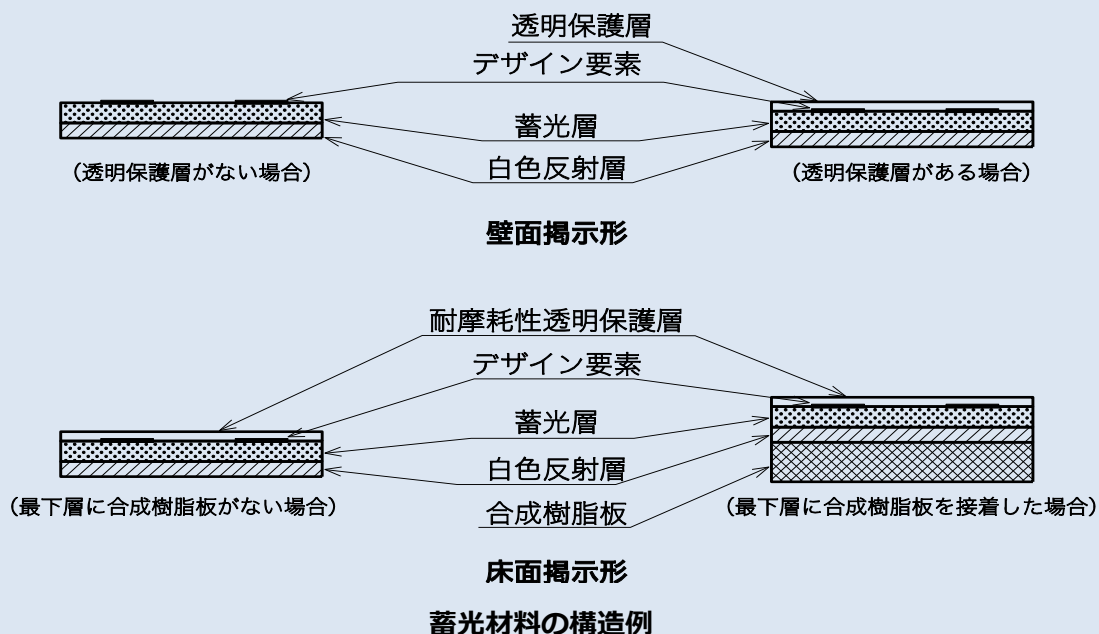 透明保護層
デザイン要素
蓄光層
白色反射層
（透明保護層がない場合）
（透明保護層がある場合）
壁面掲示形
耐摩耗性透明保護層
デザイン要素
蓄光層
白色反射層
合成樹脂板
（最下層に合成樹脂板がない場合）
（最下層に合成樹脂板を接着した場合）
床面掲示形
蓄光材料の構造例